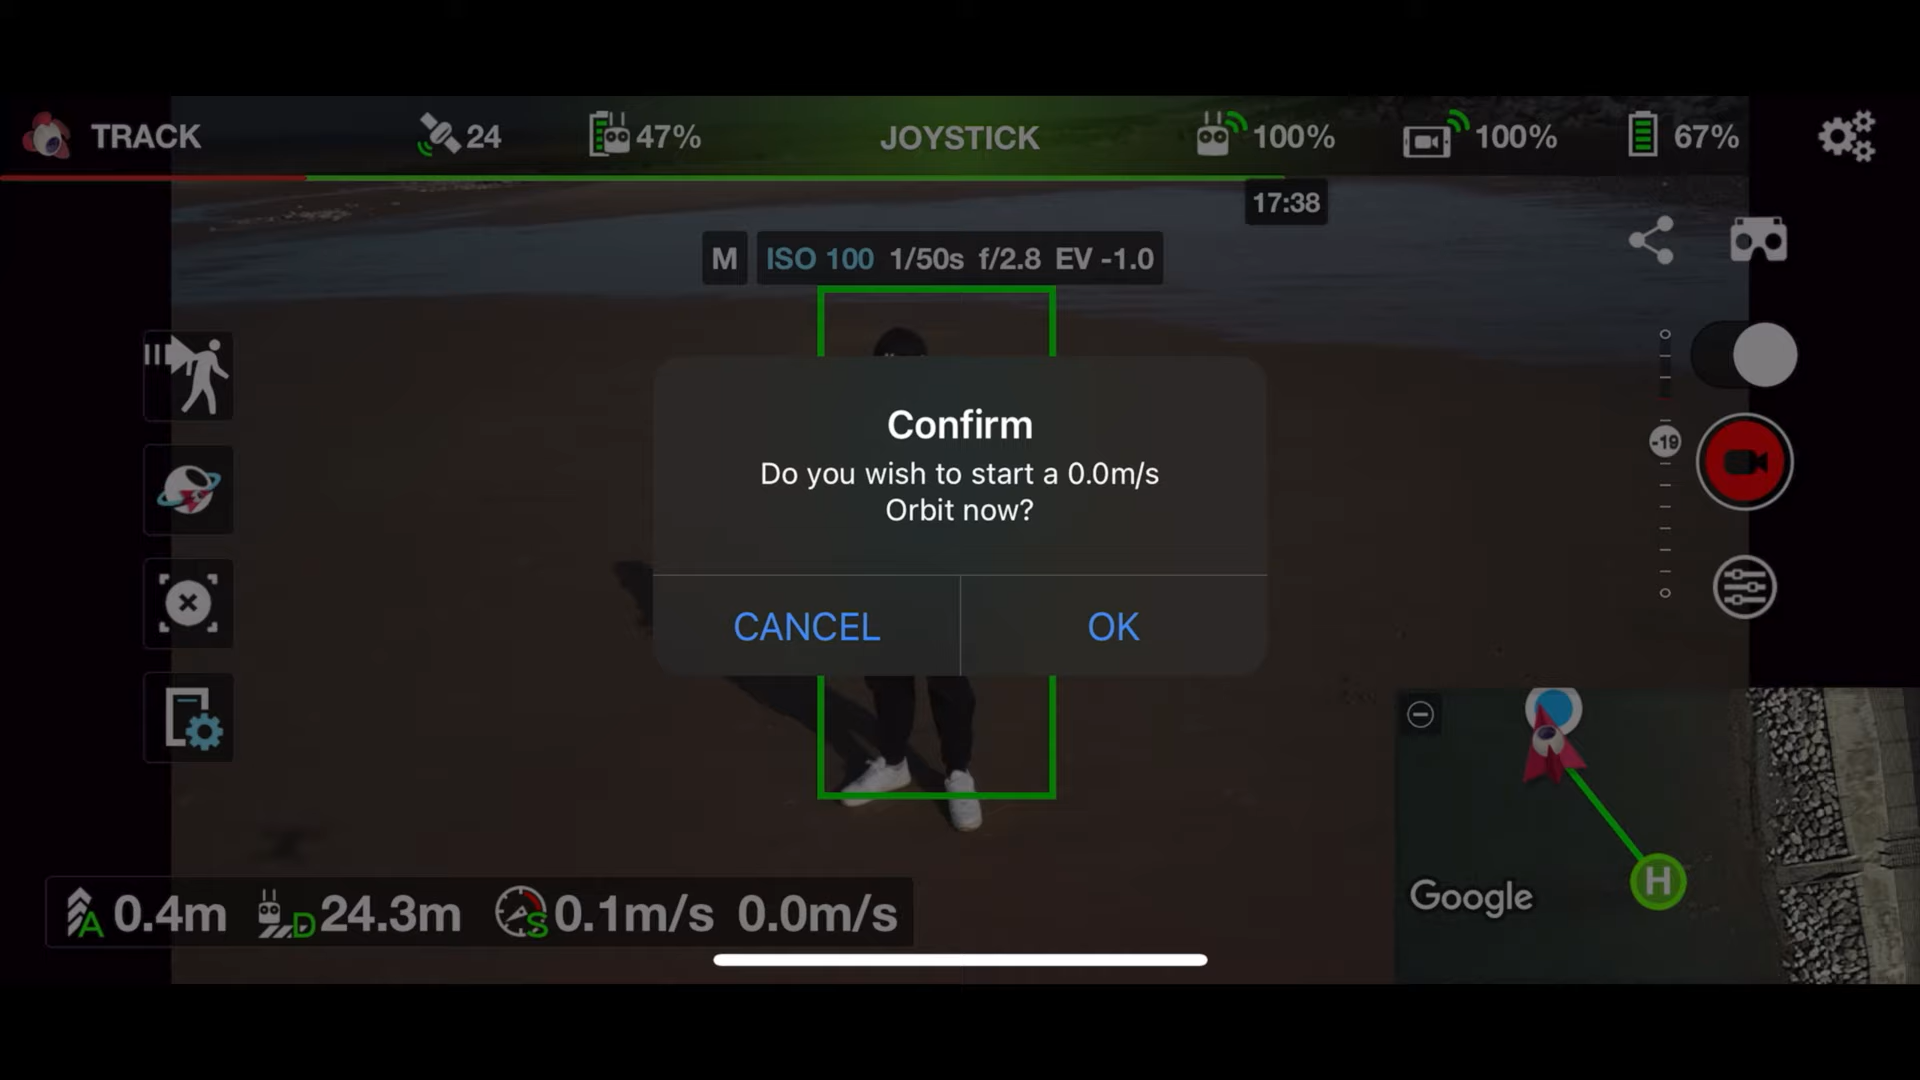 TRACK
24
47%
JOYSTICK
100%
100%
67%
17:38
M
ISO 100 1/50s f/2.8 EV -1.0
-19
Confirm
Do you wish to start a 0.0m/s
Orbit now?
CANCEL
OK
H
Google
A 0.4m D 24.3m S 0.1m/s 0.0m/s